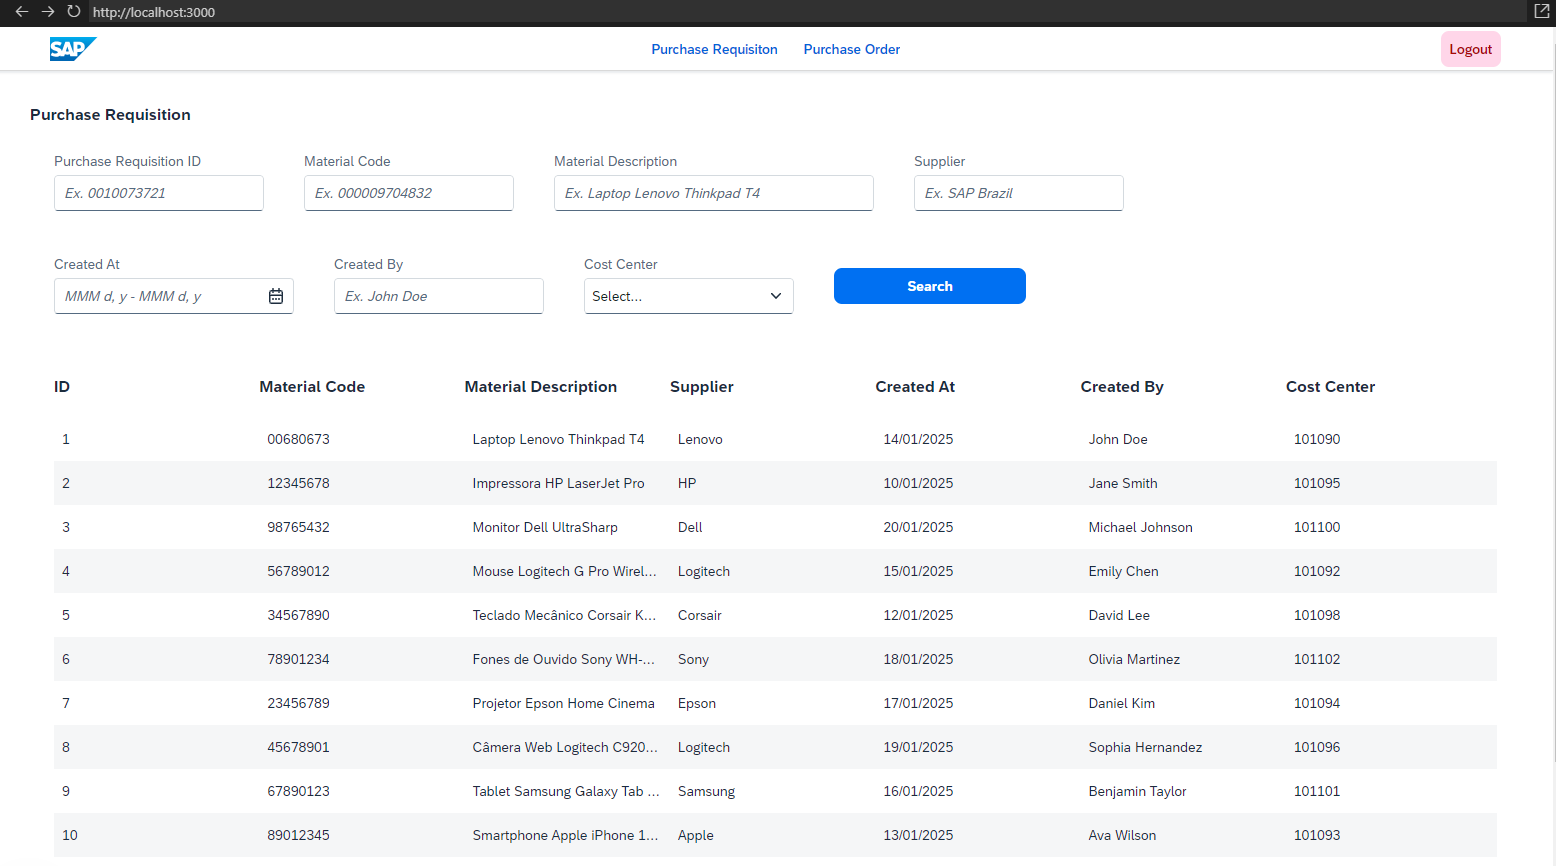 http://localhost:3000
SAP Purchase Requisiton Purchase Order Logout
Purchase Requisition
Purchase Requisition ID Material Code Material Description Supplier
Ex. 0010073721 Ex. 000009704832 Ex. Laptop Lenovo Thinkpad T4 Ex. SAP Brazil
Created At Created By Cost Center
MMM d, y - MMM d, y Ex. John Doe Select... Search
ID Material Code Material Description Supplier Created At Created By Cost Center
1 00680673 Laptop Lenovo Thinkpad T4 Lenovo 14/01/2025 John Doe 101090
2 12345678 Impressora HP LaserJet Pro HP 10/01/2025 Jane Smith 101095
3 98765432 Monitor Dell UltraSharp Dell 20/01/2025 Michael Johnson 101100
4 56789012 Mouse Logitech G Pro Wirel... Logitech 15/01/2025 Emily Chen 101092
5 34567890 Teclado Mecânico Corsair K... Corsair 12/01/2025 David Lee 101098
6 78901234 Fones de Ouvido Sony WH-... Sony 18/01/2025 Olivia Martinez 101102
7 23456789 Projetor Epson Home Cinema Epson 17/01/2025 Daniel Kim 101094
8 45678901 Câmera Web Logitech C920... Logitech 19/01/2025 Sophia Hernandez 101096
9 67890123 Tablet Samsung Galaxy Tab ... Samsung 16/01/2025 Benjamin Taylor 101101
10 89012345 Smartphone Apple iPhone 1... Apple 13/01/2025 Ava Wilson 101093